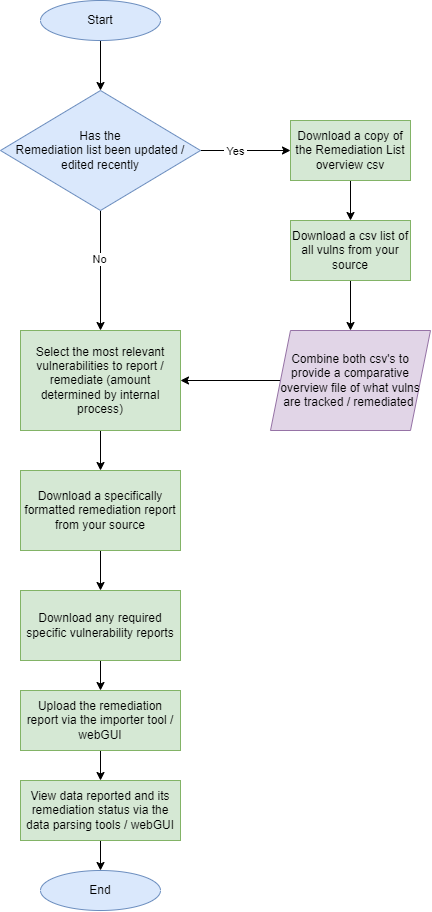 Start
Has the
Remediation list been updated /
edited recently
Yes
Download a copy of
the Remediation List
overview csv
Download a csv list of
all vulns from your
source
No
Select the most relevant
vulnerabilities to report /
remediate (amount
determined by internal
process)
Combine both csv's to
provide a comparative
overview file of what vulns
are tracked / remediated
Download a specifically
formatted remediation report
from your source
Download any required
specific vulnerability reports
Upload the remediation
report via the importer tool /
webGUI
View data reported and its
remediation status via the
data parsing tools / webGUI
End